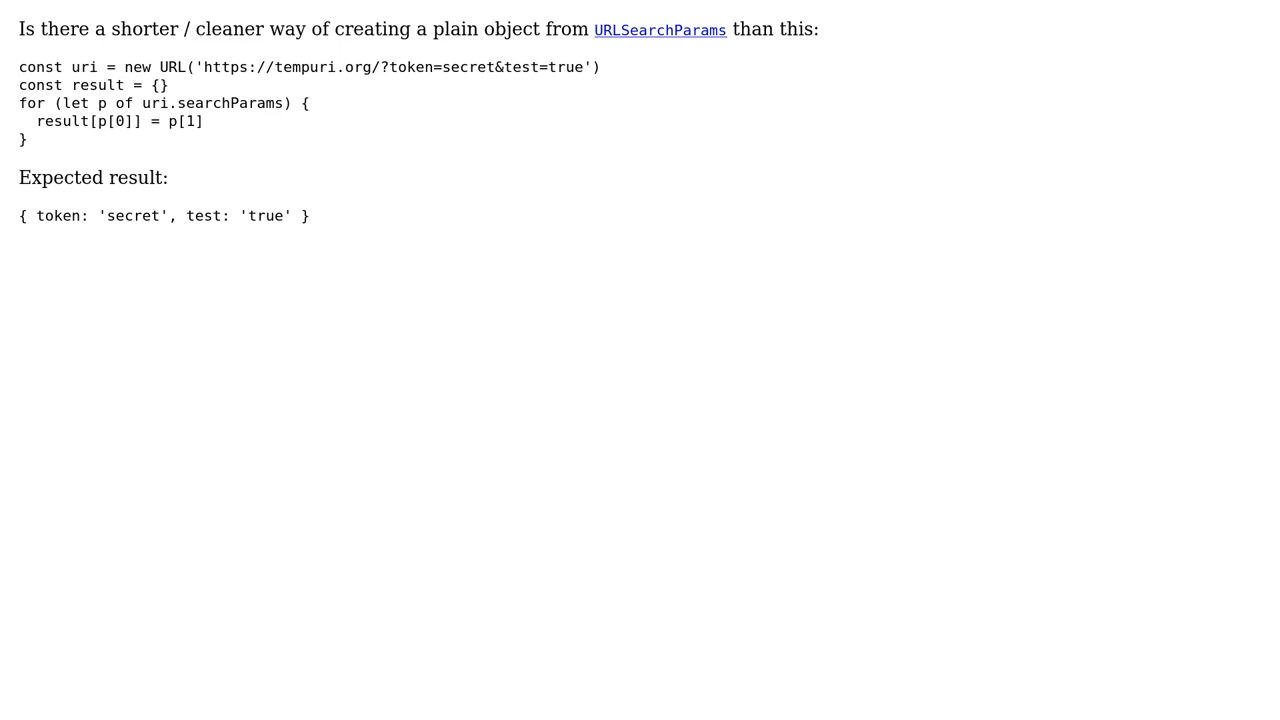 Is there a shorter / cleaner way of creating a plain object from URLSearchParams than this:
const uri = new URL('https://tempuri.org/?token=secret&test=true')
const result = {}
for (let p of uri.searchParams) {
  result[p[0]] = p[1]
}
Expected result:
{ token: 'secret', test: 'true' }